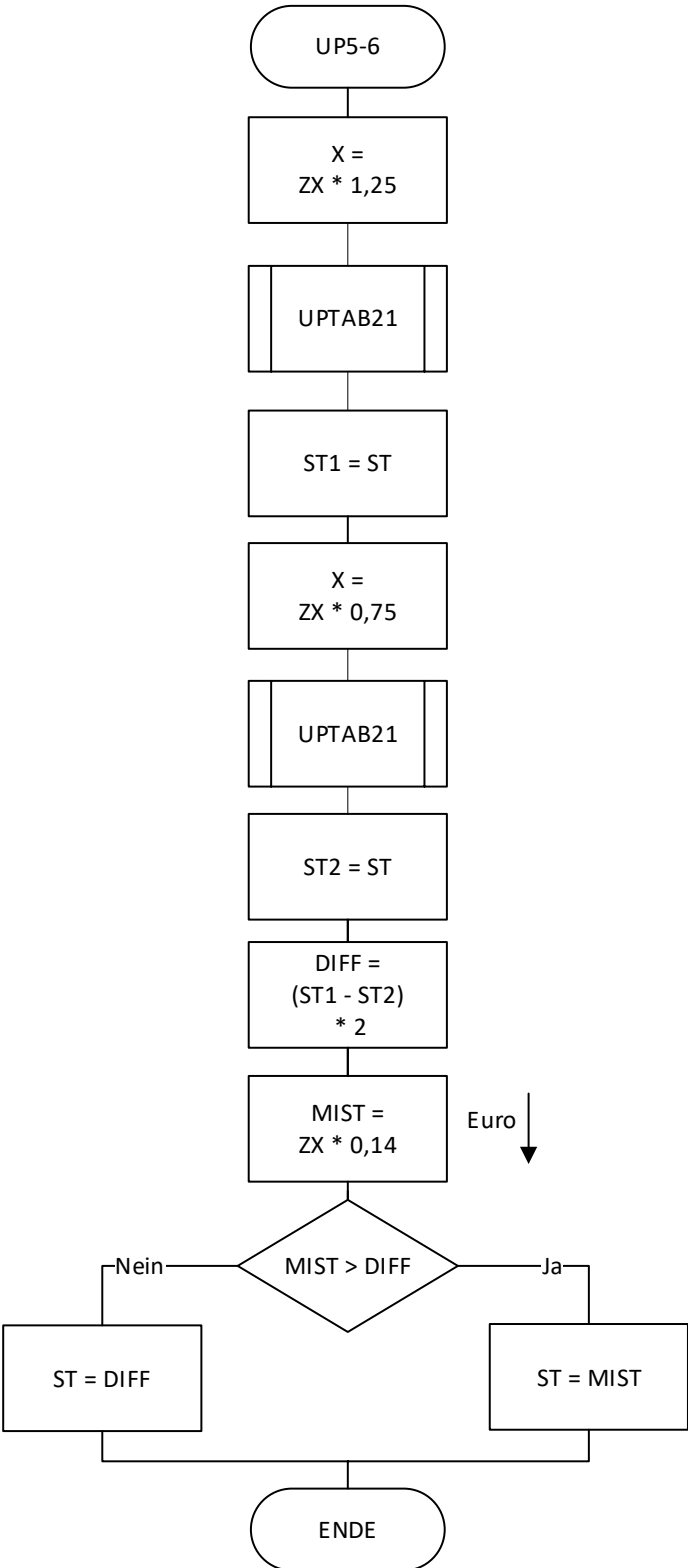 UP5-6
X =
ZX * 1,25
UPTAB21
ST1 = ST
X =
ZX * 0,75
UPTAB21
ST2 = ST
DIFF =
(ST1 - ST2)
* 2
MIST =
ZX * 0,14
Euro
Nein
MIST > DIFF
Ja
ST = DIFF
ST = MIST
ENDE